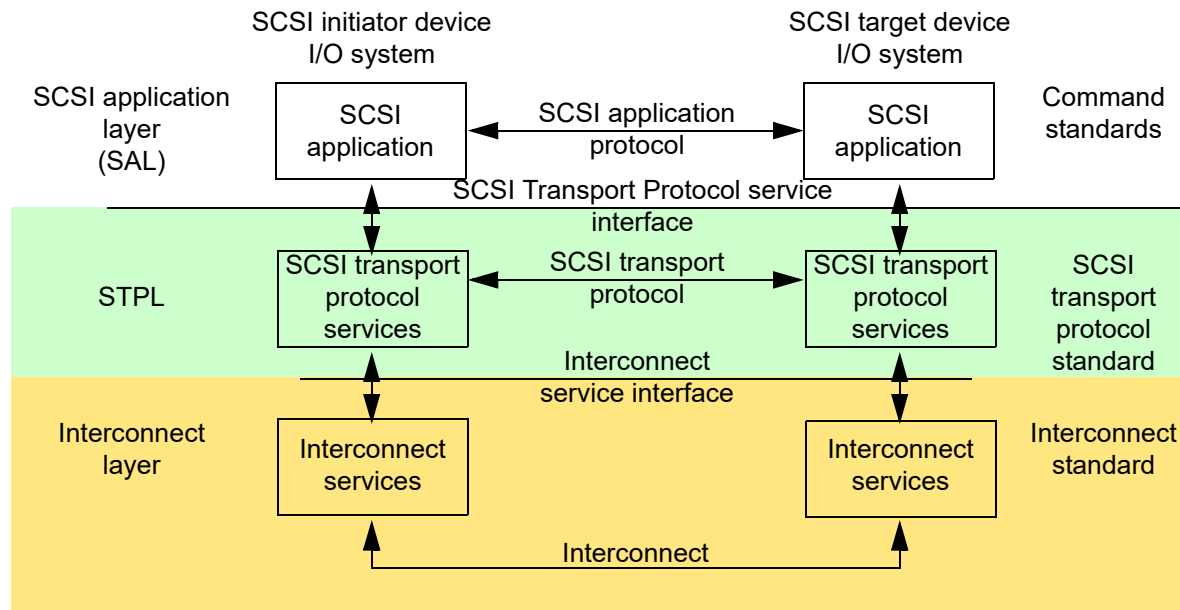 SCSI initiator device
I/O system
SCSI target device
I/O system
SCSI application
layer
(SAL)
SCSI
application
SCSI application
protocol
SCSI
application
Command
standards
SCSI Transport Protocol service
interface
STPL
SCSI transport
protocol
services
SCSI transport
protocol
SCSI transport
protocol
services
SCSI
transport
protocol
standard
Interconnect
service interface
Interconnect
layer
Interconnect
services
Interconnect
services
Interconnect
standard
Interconnect